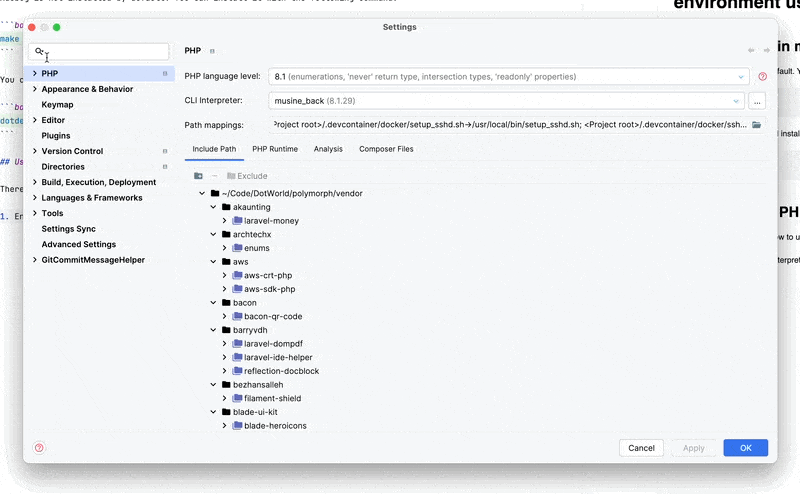 environment us
```bo
make
```
Settings
in m
PHP
PHP language level:
8.1 (enumerations, 'never' return type, intersection types, 'readonly' properties)
CLI Interpreter:
musine_back (8.1.29)
...
Path mappings:
?Project root>/.devcontainer/docker/setup_sshd.sh→/usr/local/bin/setup_sshd.sh; <Project root>/.devcontainer/docker/ssh...
Include Path
PHP Runtime
Analysis
Composer Files
Exclude
PHP
Appearance & Behavior
Keymap
Editor
Plugins
Version Control
Directories
Build, Execution, Deployment
Languages & Frameworks
Tools
Settings Sync
Advanced Settings
GitCommitMessageHelper
~/Code/DotWorld/polymorph/vendor
akaunting
laravel-money
archtechx
enums
aws
aws-crt-php
aws-sdk-php
bacon
bacon-qr-code
barryvdh
laravel-dompdf
laravel-ide-helper
reflection-docblock
bezhansalleh
filament-shield
blade-ui-kit
blade-heroicons
Cancel
Apply
OK
You c
```bo
dotde
## Us
There
1. En
fault. Y
instal
PH
ow to u
terpret